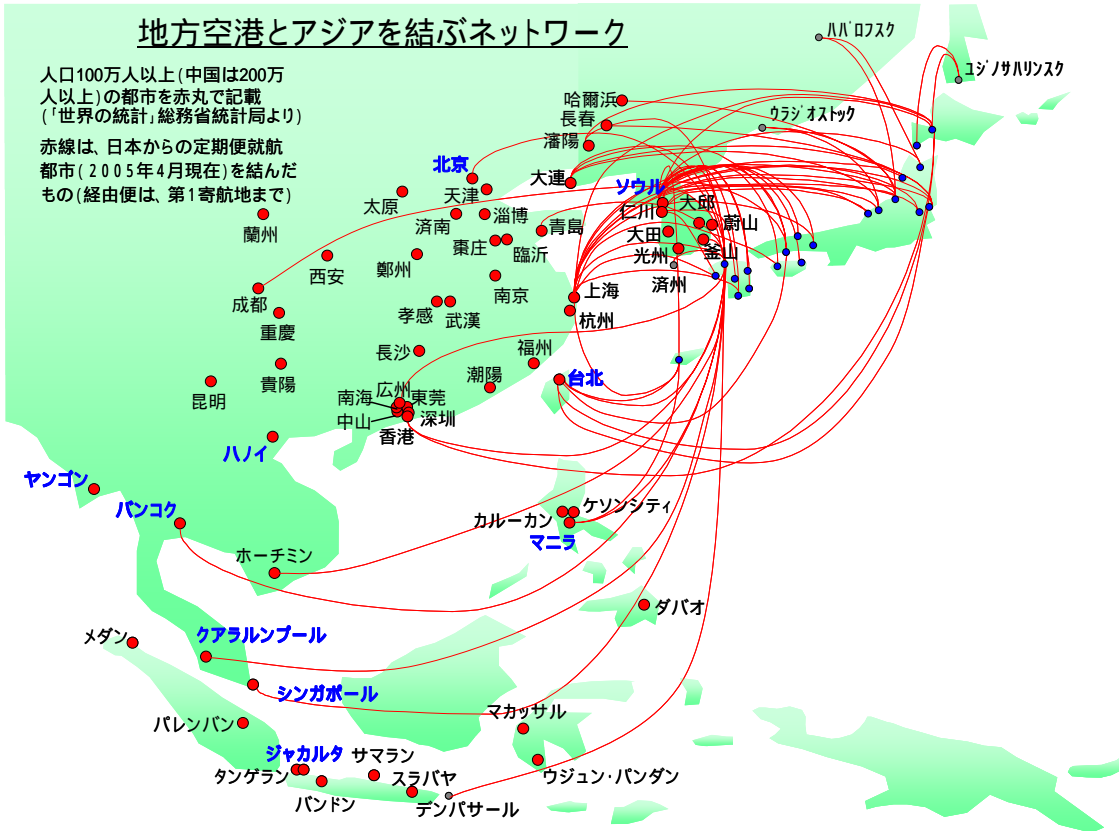 地方空港とアジアを結ぶネットワーク
人口100万人以上(中国は200万
人以上)の都市を赤丸で記載
(「世界の統計」総務省統計局より)
赤線は、日本からの定期便就航
都市(2005年4月現在)を結んだ
もの(経由便は、第1寄航地まで)
ハバロフスク
ユジノサハリンスク
ウラジオストック
哈爾浜
長春
瀋陽
北京
大連
天津
太原
済南
淄博
青島
ソウル
仁川
大邱
蔚山
大田
釜山
光州
済州
蘭州
棗庄
臨沂
西安
鄭州
南京
成都
重慶
孝感
武漢
上海
杭州
長沙
福州
貴陽
昆明
潮陽
台北
広州
南海
東莞
中山
深圳
香港
ハノイ
ヤンゴン
バンコク
ホーチミン
カルーカン
ケソンシティ
マニラ
ダバオ
メダン
クアラルンプール
シンガポール
パレンバン
マカッサル
ジャカルタ
サマラン
タンゲラン
スラバヤ
ウジュン・パンダン
バンドン
デンパサール